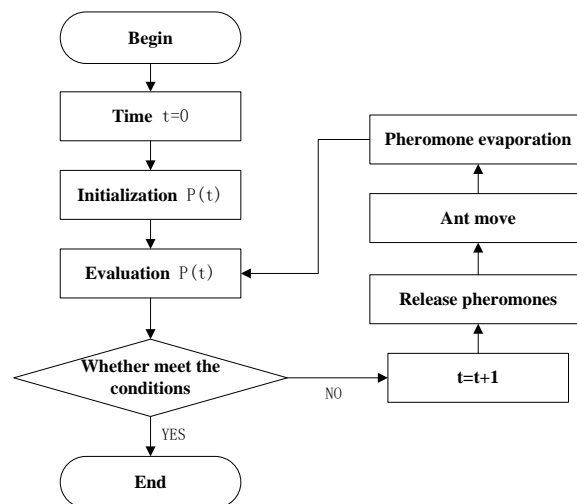 Begin
Time t=0
Initialization P(t)
Evaluation P(t)
Whether meet the
conditions
YES
End
NO
t=t+1
Release pheromones
Ant move
Pheromone evaporation